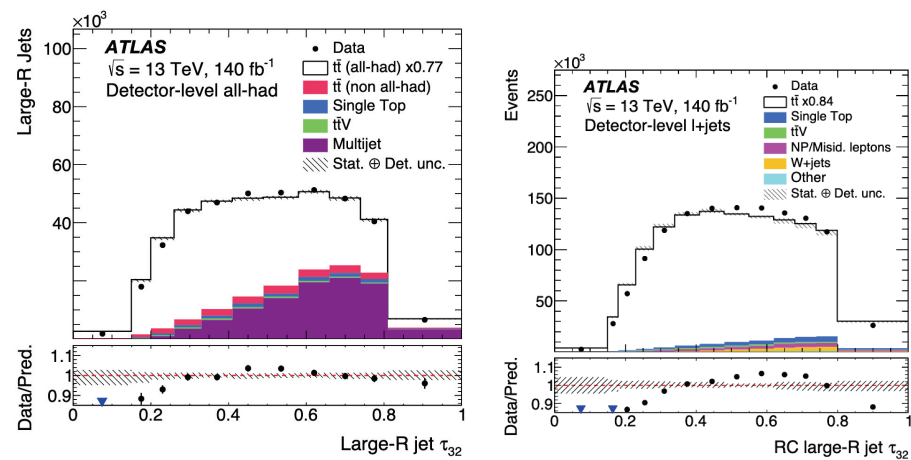 ×10³
Large-R Jets
100
80
60
40
ATLAS
√s = 13 TeV, 140 fb⁻¹
Detector-level all-had
Data
tt̄ (all-had) x0.77
tt̄ (non all-had)
Single Top
tt̄V
Multijet
Stat. ⊕ Det. unc.
Data/Pred.
1.1
1
0.9
0 0.2 0.4 0.6 0.8 1
Large-R jet τ₃₂
×10³
Events
250
200
150
100
50
ATLAS
√s = 13 TeV, 140 fb⁻¹
Detector-level l+jets
Data
tt̄ x0.84
Single Top
tt̄V
NP/Misid. leptons
W+jets
Other
Stat. ⊕ Det. unc.
Data/Pred.
1.1
1
0.9
0 0.2 0.4 0.6 0.8 1
RC large-R jet τ₃₂